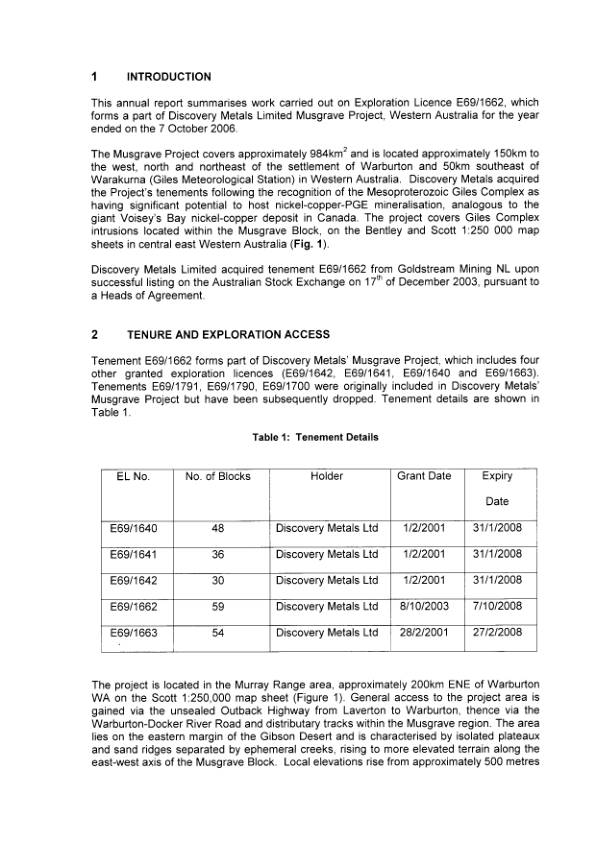 1 INTRODUCTION
This annual report summarises work carried out on Exploration Licence E69/1662, which
forms a part of Discovery Metals Limited Musgrave Project, Western Australia for the year
ended on the 7 October 2006.
The Musgrave Project covers approximately 984km² and is located approximately 150km to
the west, north and northeast of the settlement of Warburton and 50km southeast of
Warakurna (Giles Meteorological Station) in Western Australia. Discovery Metals acquired
the Project's tenements following the recognition of the Mesoproterozoic Giles Complex as
having significant potential to host nickel-copper-PGE mineralisation, analogous to the
giant Voisey's Bay nickel-copper deposit in Canada. The project covers Giles Complex
intrusions located within the Musgrave Block, on the Bentley and Scott 1:250 000 map
sheets in central east Western Australia (Fig. 1).
Discovery Metals Limited acquired tenement E69/1662 from Goldstream Mining NL upon
successful listing on the Australian Stock Exchange on 17th of December 2003, pursuant to
a Heads of Agreement.
2 TENURE AND EXPLORATION ACCESS
Tenement E69/1662 forms part of Discovery Metals' Musgrave Project, which includes four
other granted exploration licences (E69/1642, E69/1641, E69/1640 and E69/1663).
Tenements E69/1791, E69/1790, E69/1700 were originally included in Discovery Metals'
Musgrave Project but have been subsequently dropped. Tenement details are shown in
Table 1.
Table 1: Tenement Details
EL No. No. of Blocks Holder Grant Date Expiry
Date
E69/1640 48 Discovery Metals Ltd 1/2/2001 31/1/2008
E69/1641 36 Discovery Metals Ltd 1/2/2001 31/1/2008
E69/1642 30 Discovery Metals Ltd 1/2/2001 31/1/2008
E69/1662 59 Discovery Metals Ltd 8/10/2003 7/10/2008
E69/1663 54 Discovery Metals Ltd 28/2/2001 27/2/2008
The project is located in the Murray Range area, approximately 200km ENE of Warburton
WA on the Scott 1:250,000 map sheet (Figure 1). General access to the project area is
gained via the unsealed Outback Highway from Laverton to Warburton, thence via the
Warburton-Docker River Road and distributary tracks within the Musgrave region. The area
lies on the eastern margin of the Gibson Desert and is characterised by isolated plateaux
and sand ridges separated by ephemeral creeks, rising to more elevated terrain along the
east-west axis of the Musgrave Block. Local elevations rise from approximately 500 metres